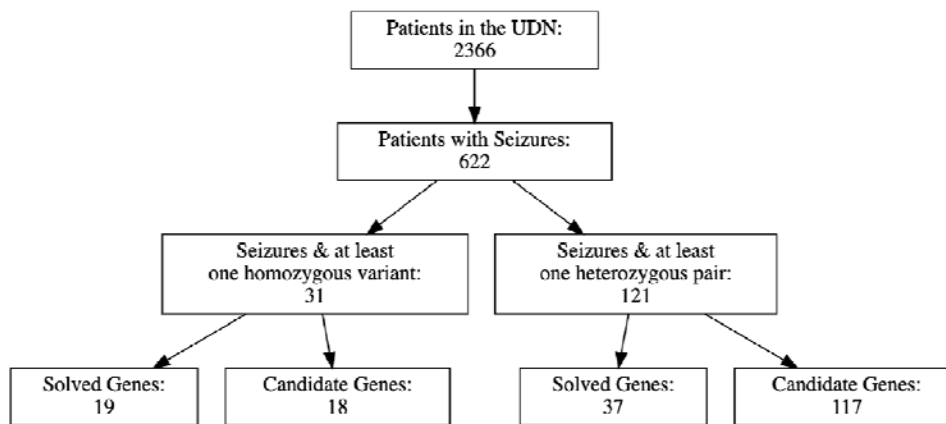 Patients in the UDN:
2366
Patients with Seizures:
622
Seizures & at least
one homozygous variant:
31
Seizures & at least
one heterozygous pair:
121
Solved Genes:
19
Candidate Genes:
18
Solved Genes:
37
Candidate Genes:
117